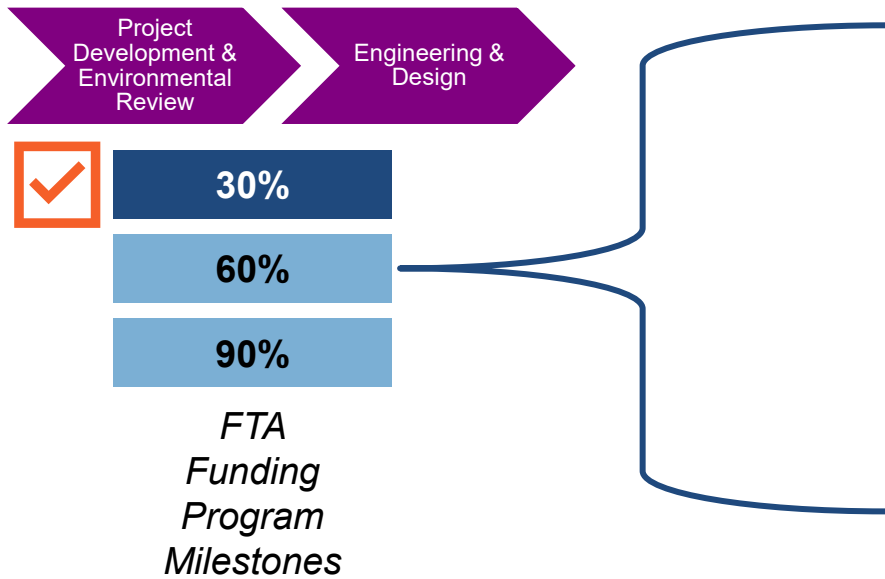 Project
Development &
Environmental
Review
Engineering &
Design
30%
60%
90%
FTA
Funding
Program
Milestones